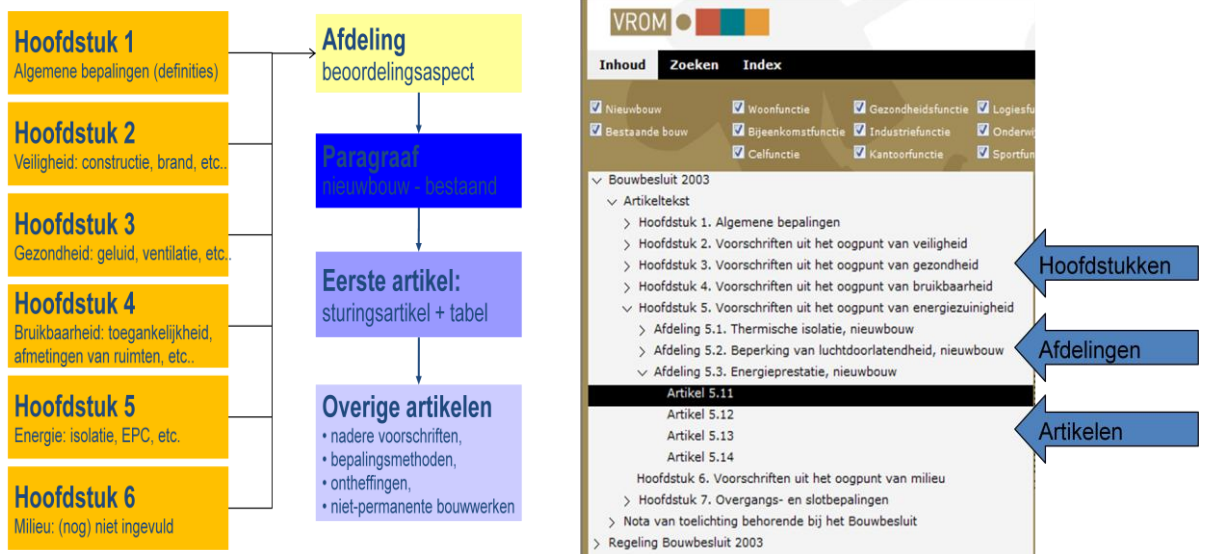 Hoofdstuk 1
Algemene bepalingen (definities)
Hoofdstuk 2
Veiligheid: constructie, brand, etc..
Hoofdstuk 3
Gezondheid: geluid, ventilatie, etc..
Hoofdstuk 4
Bruikbaarheid: toegankelijkheid,
afmetingen van ruimten, etc..
Hoofdstuk 5
Energie: isolatie, EPC, etc.
Hoofdstuk 6
Milieu: (nog) niet ingevuld
Afdeling
beoordelingsaspect
Paragraaf
nieuwbouw - bestaand
Eerste artikel:
sturingsartikel + tabel
Overige artikelen
• nadere voorschriften,
• bepalingsmethoden,
• ontheffingen,
• niet-permanente bouwwerken
VROM
Inhoud Zoeken Index
Nieuwbouw Woonfunctie Gezondheidsfunctie Logiesfu
Bestaande bouw Bijeenkomstfunctie Industriefunctie Onderwij
Celfunctie Kantoorfunctie Sportfun
Bouwbesluit 2003
Artikeltekst
Hoofdstuk 1. Algemene bepalingen
Hoofdstuk 2. Voorschriften uit het oogpunt van veiligheid
Hoofdstuk 3. Voorschriften uit het oogpunt van gezondheid
Hoofdstuk 4. Voorschriften uit het oogpunt van bruikbaarheid
Hoofdstuk 5. Voorschriften uit het oogpunt van energiezuinigheid
Afdeling 5.1. Thermische isolatie, nieuwbouw
Afdeling 5.2. Beperking van luchtdoorlatendheid, nieuwbouw
Afdeling 5.3. Energieprestatie, nieuwbouw
Artikel 5.11
Artikel 5.12
Artikel 5.13
Artikel 5.14
Hoofdstuk 6. Voorschriften uit het oogpunt van milieu
Hoofdstuk 7. Overgangs- en slotbepalingen
Nota van toelichting behorende bij het Bouwbesluit
Regeling Bouwbesluit 2003
Hoofdstukken
Afdelingen
Artikelen